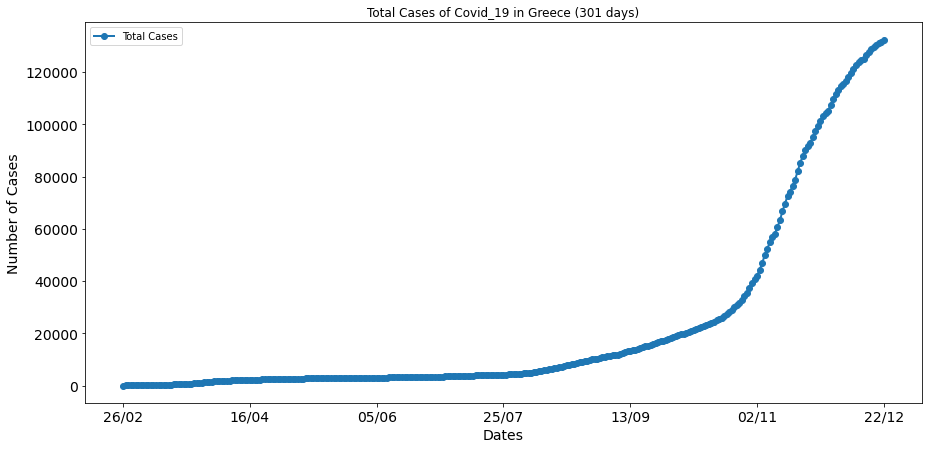 Total Cases of Covid_19 in Greece (301 days)
Total Cases
Number of Cases
120000
100000
80000
60000
40000
20000
0
26/02 16/04 05/06 25/07 13/09 02/11 22/12
Dates